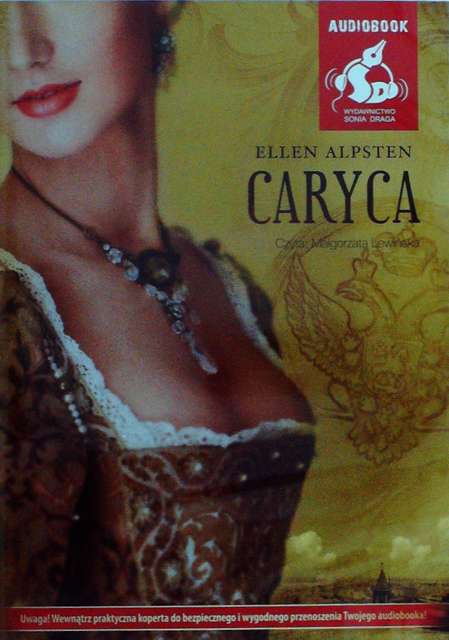 AUDIOBOOK
WYDAWNICTWO
SONIA DRAGA
ELLEN ALPSTEN
CARYCA
Czyta: Małgorzata Lewińska
Uwaga! Wewnątrz praktyczna koperta do bezpiecznego i wygodnego przenoszenia Twojego audiobooka!